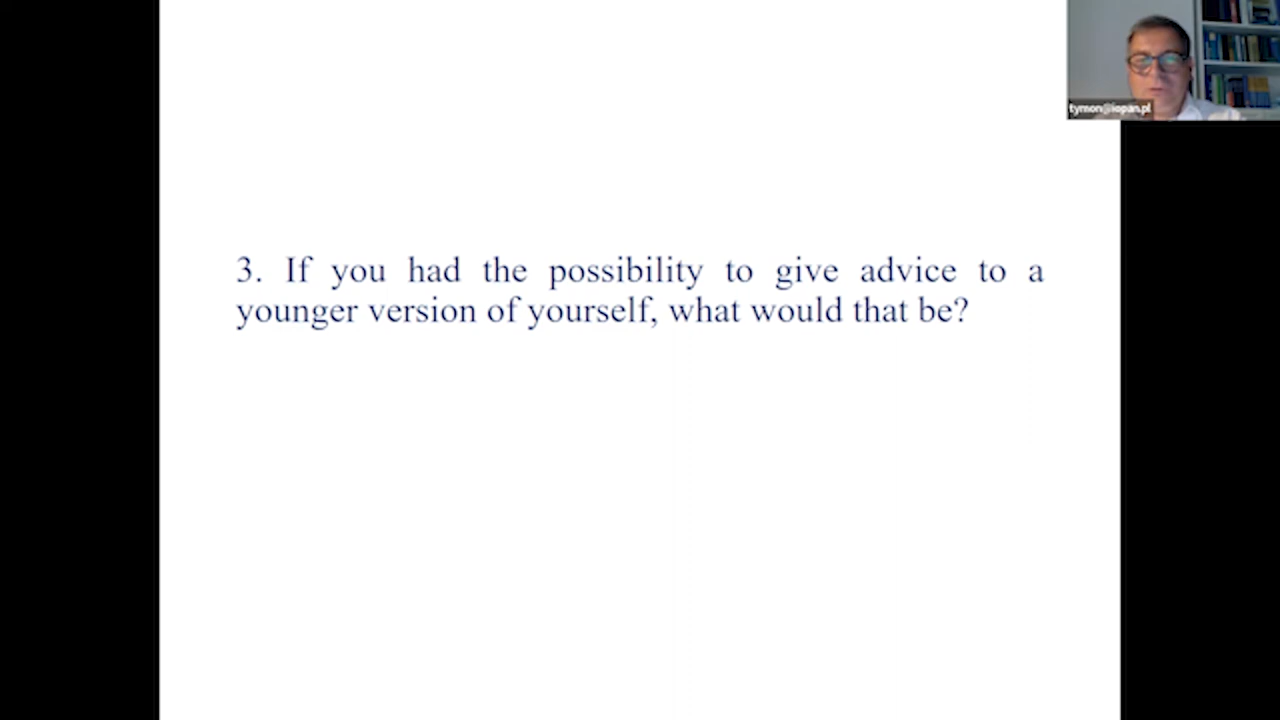 tymon@iopan.pl
3. If you had the possibility to give advice to a
younger version of yourself, what would that be?